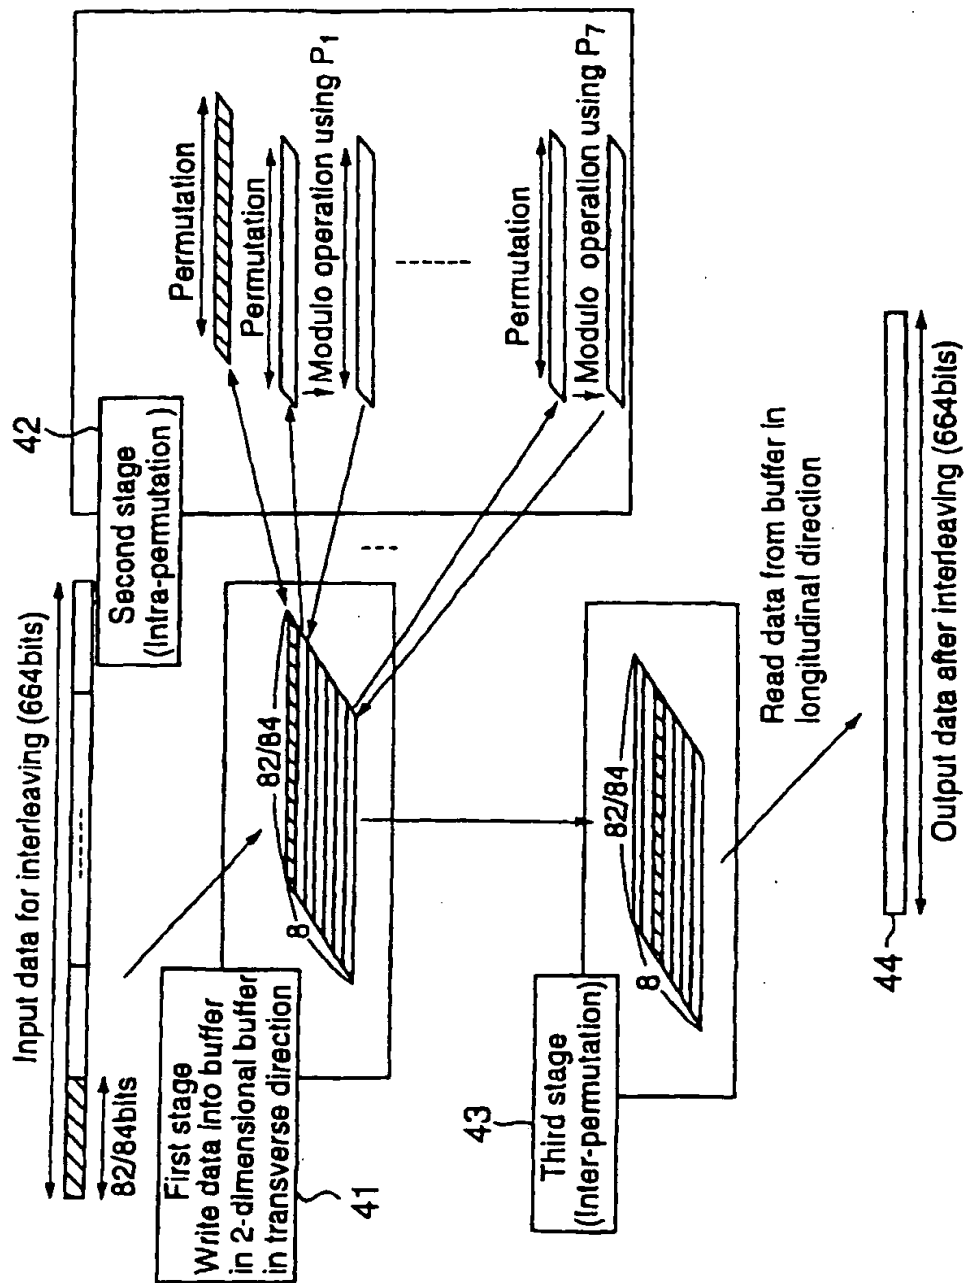 Input data for interleaving (664bits)
82/84bits
First stage
Write data into buffer
in 2-dimensional buffer
in transverse direction
41
82/84
8
Second stage
(Intra-permutation )
42
Permutation
Permutation
Modulo operation using P1
Permutation
Modulo operation using P7
Third stage
(Inter-permutation)
43
82/84
8
Read data from buffer in
longitudinal direction
44
Output data after interleaving (664bits)